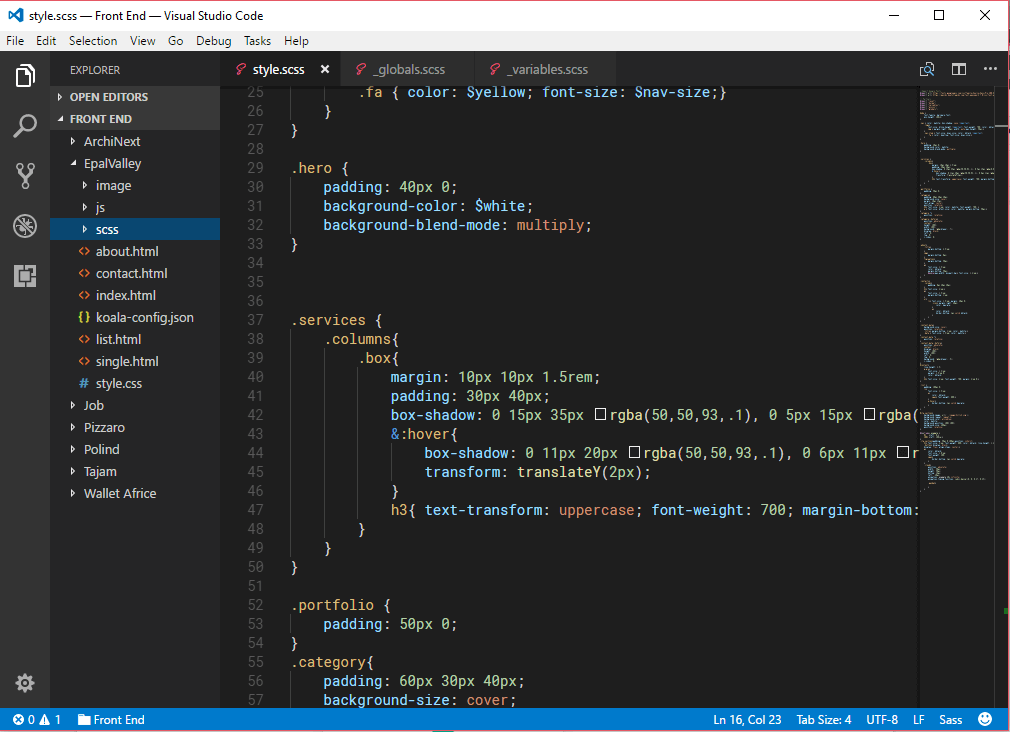 style.scss — Front End — Visual Studio Code
File Edit Selection View Go Debug Tasks Help
EXPLORER
OPEN EDITORS
FRONT END
ArchiNext
EpalValley
image
js
scss
about.html
contact.html
index.html
{} koala-config.json
list.html
single.html
# style.css
Job
Pizzaro
Polind
Tajam
Wallet Africe
style.scss _globals.scss _variables.scss
25 .fa { color: $yellow; font-size: $nav-size;}
26 }
27 }
28
29 .hero {
30 padding: 40px 0;
31 background-color: $white;
32 background-blend-mode: multiply;
33 }
34
35
36
37 .services {
38 .columns{
39 .box{
40 margin: 10px 10px 1.5rem;
41 padding: 30px 40px;
42 box-shadow: 0 15px 35px rgba(50,50,93,.1), 0 5px 15px rgba(
43 &:hover{
44 box-shadow: 0 11px 20px rgba(50,50,93,.1), 0 6px 11px r
45 transform: translateY(2px);
46 }
47 h3{ text-transform: uppercase; font-weight: 700; margin-bottom:
48 }
49 }
50 }
51
52 .portfolio {
53 padding: 50px 0;
54 }
55 .category{
56 padding: 60px 30px 40px;
57 background-size: cover;
0 1 Front End Ln 16, Col 23 Tab Size: 4 UTF-8 LF Sass